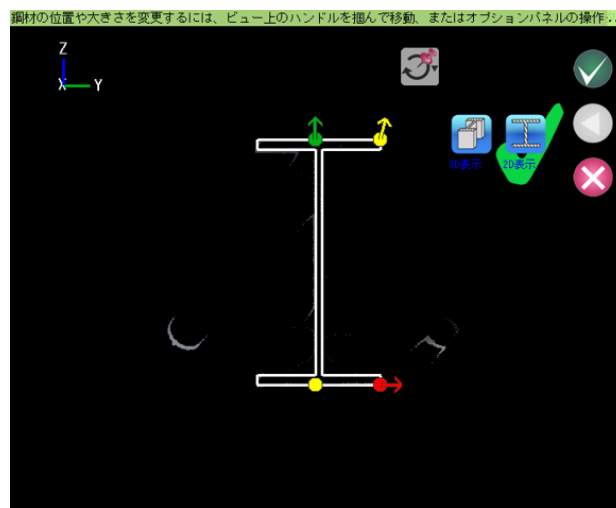 鋼材の位置や大きさを変更するには、ビュー上のハンドルを掴んで移動、またはオプションパネルの操作..
Z
X
Y
3D表示
2D表示